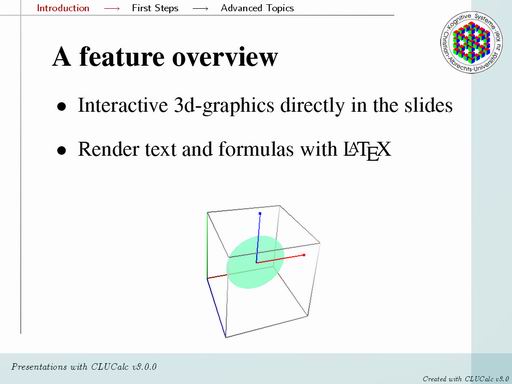 Introduction → First Steps → Advanced Topics
Kognitive Systeme
Christian-Albrechts-Universität zu Kiel
A feature overview
• Interactive 3d-graphics directly in the slides
• Render text and formulas with LATEX
Presentations with CLUCalc v3.0.0
Created with CLUCalc v3.0